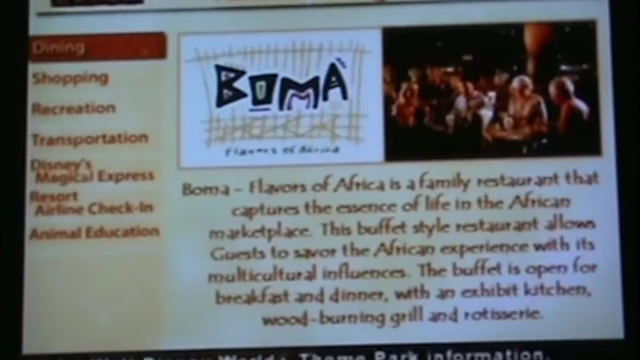 Dining
Shopping
Recreation
Transportation
Disney's
Magical Express
Resort
Airline Check-In
Animal Education
BOMA
Flavors of Africa
Boma - Flavors of Africa is a family restaurant that
captures the essence of life in the African
marketplace. This buffet style restaurant allows
Guests to savor the African experience with its
multicultural influences. The buffet is open for
breakfast and dinner, with an exhibit kitchen,
wood-burning grill and rotisserie.
Theme Park information